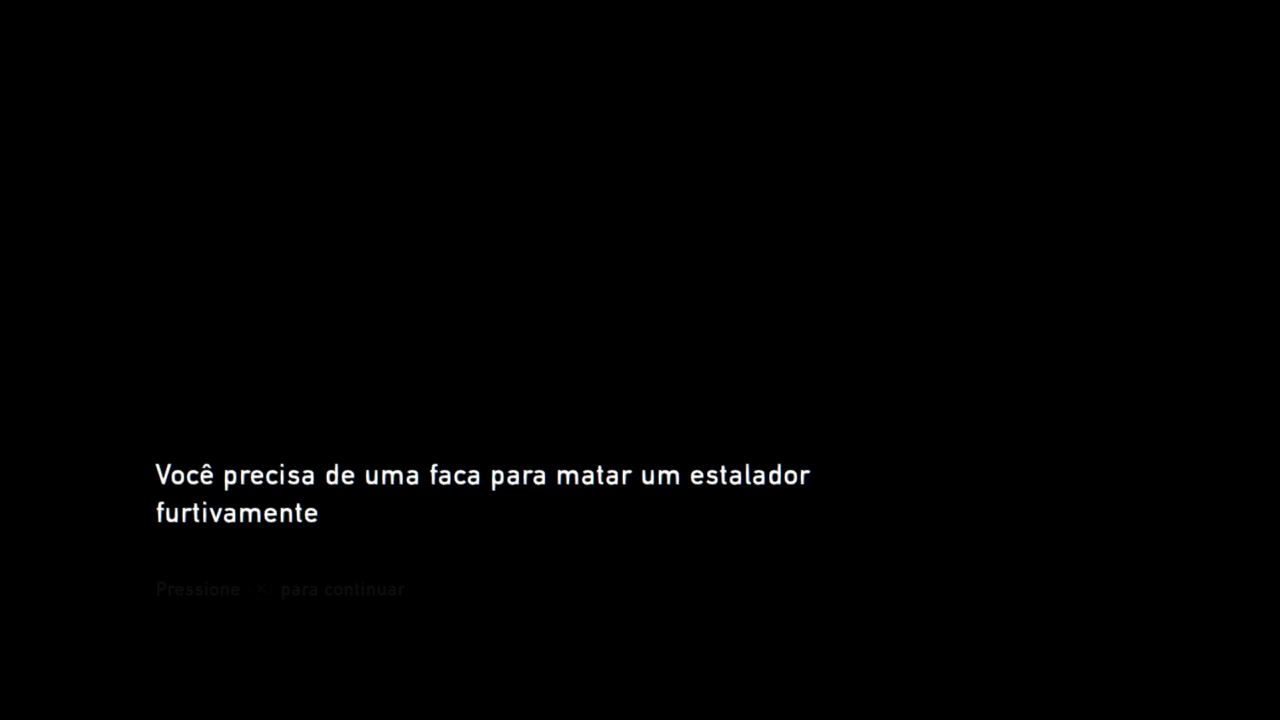 Você precisa de uma faca para matar um estalador
furtivamente
Pressione × para continuar